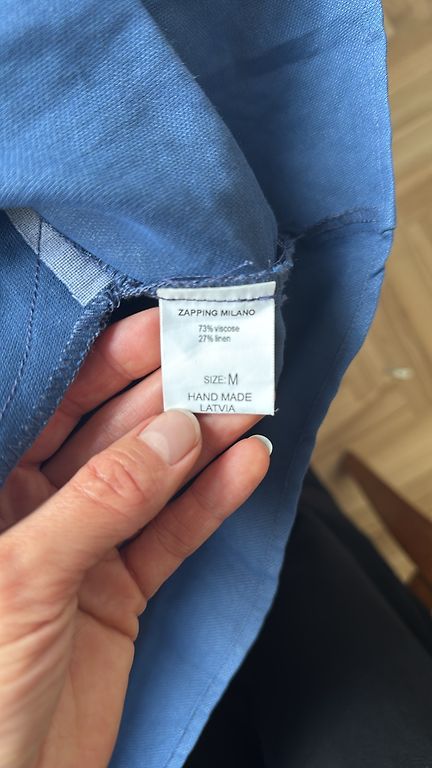 ZAPPING MILANO
73% viscose
27% linen
SIZE: M
HAND MADE
LATVIA